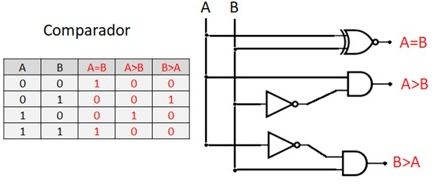 Comparador
A B A=B A>B B>A
0 0 1 0 0
0 1 0 0 1
1 0 0 1 0
1 1 1 0 0
A B
A=B
A>B
B>A